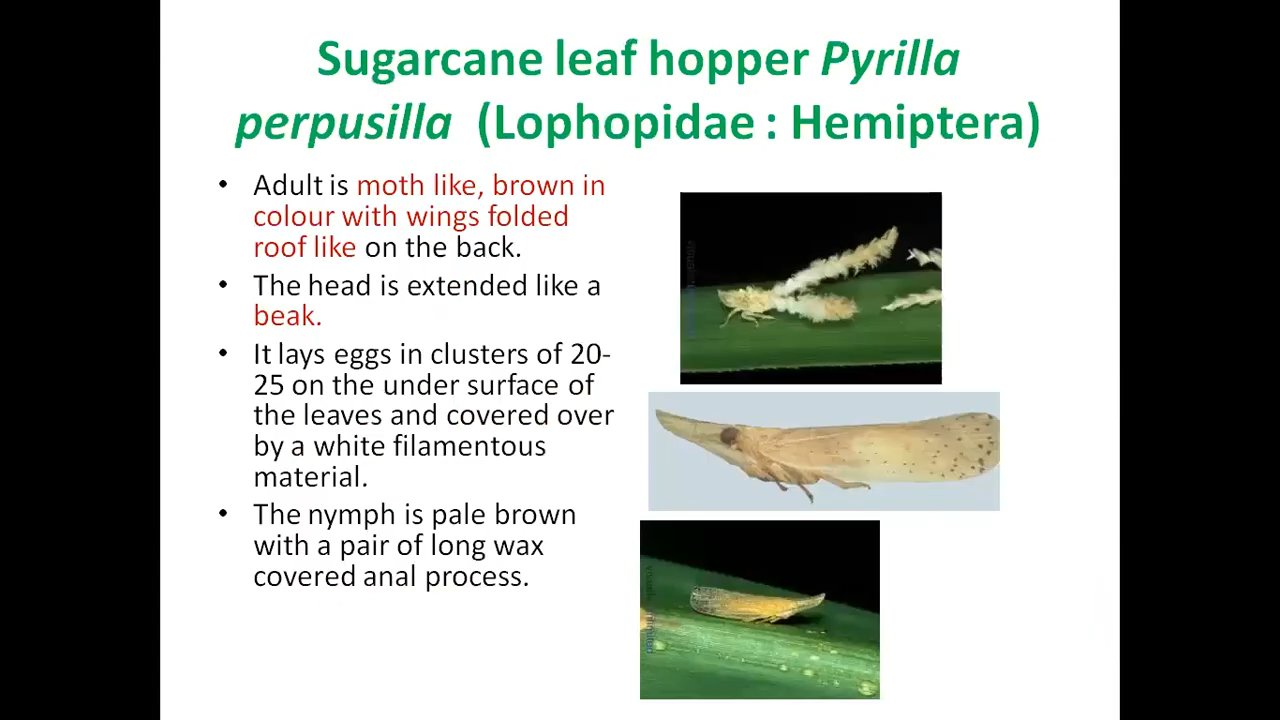 Sugarcane leaf hopper Pyrilla
perpusilla (Lophopidae : Hemiptera)
• Adult is moth like, brown in
colour with wings folded
roof like on the back.
• The head is extended like a
beak.
• It lays eggs in clusters of 20-
25 on the under surface of
the leaves and covered over
by a white filamentous
material.
• The nymph is pale brown
with a pair of long wax
covered anal process.